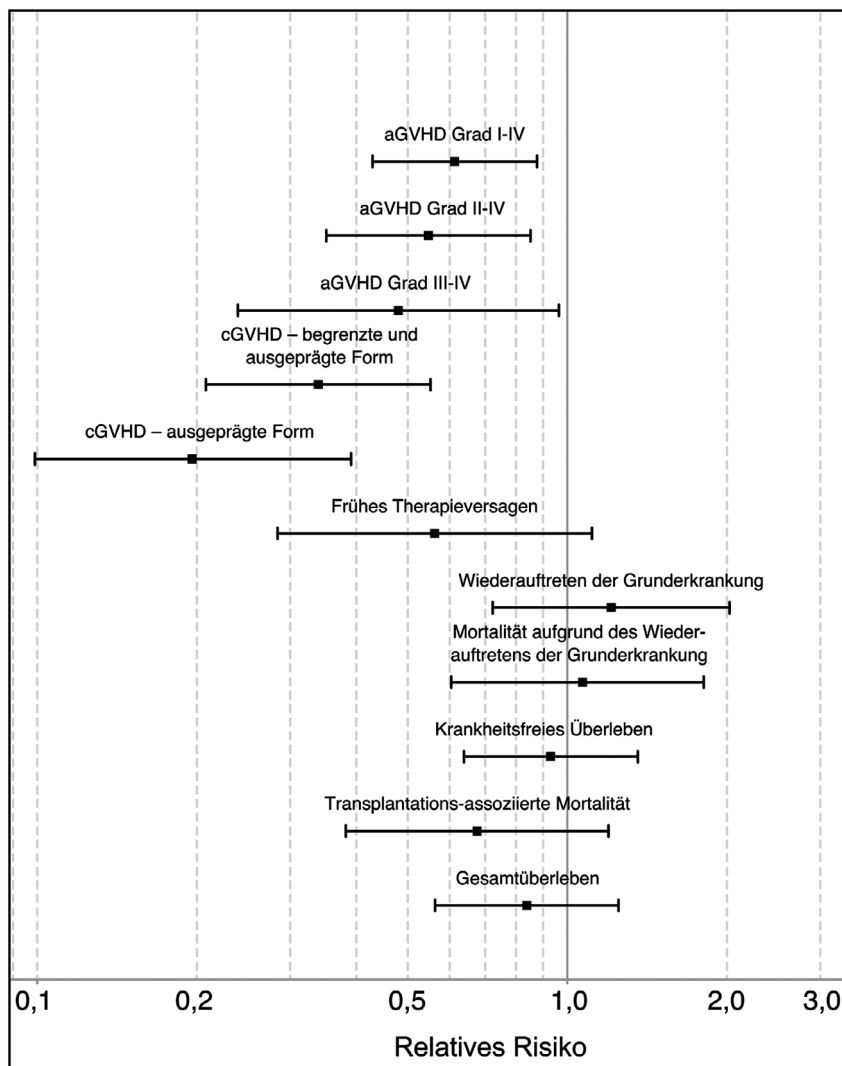 aGVHD Grad I-IV
aGVHD Grad II-IV
aGVHD Grad III-IV
cGVHD – begrenzte und
ausgeprägte Form
cGVHD – ausgeprägte Form
Frühes Therapieversagen
Wiederauftreten der Grunderkrankung
Mortalität aufgrund des Wieder-
auftretens der Grunderkrankung
Krankheitsfreies Überleben
Transplantations-assoziierte Mortalität
Gesamtüberleben
0,1 0,2 0,5 1,0 2,0 3,0
Relatives Risiko